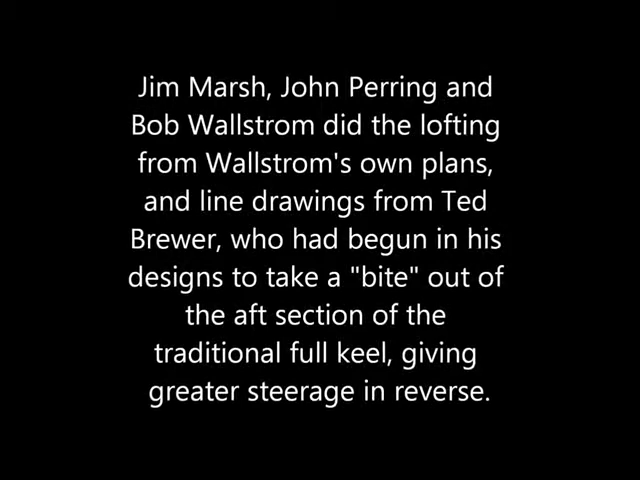 Jim Marsh, John Perring and
Bob Wallstrom did the lofting
from Wallstrom's own plans,
and line drawings from Ted
Brewer, who had begun in his
designs to take a "bite" out of
the aft section of the
traditional full keel, giving
greater steerage in reverse.